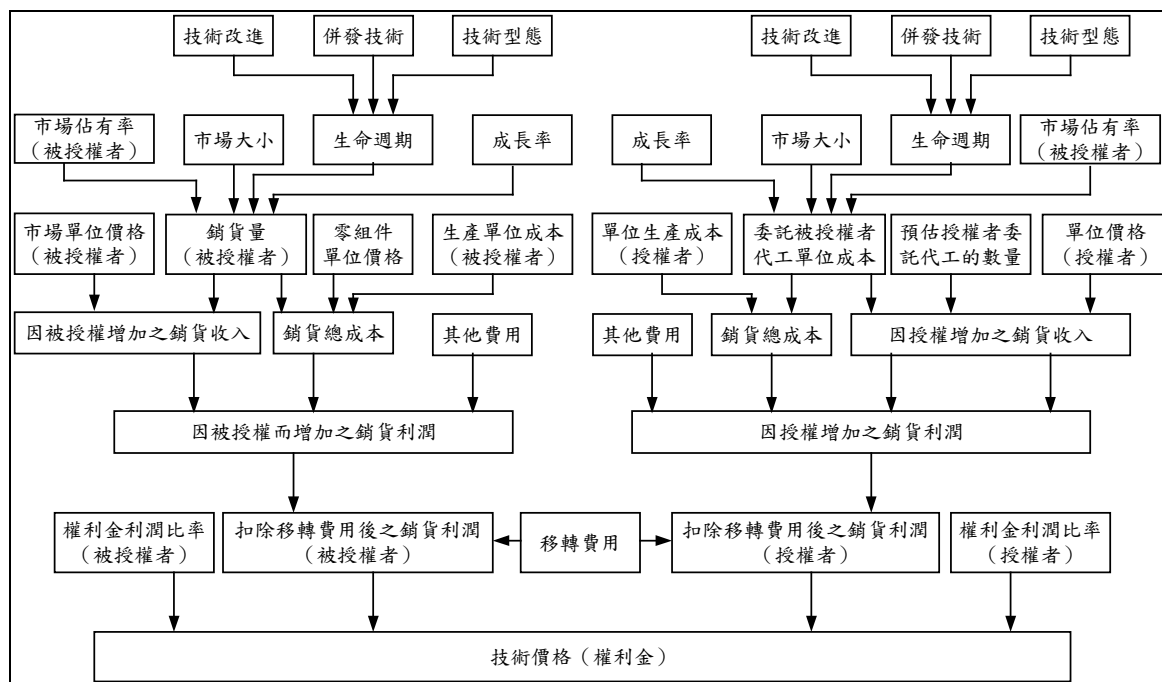 技術改進
併發技術
技術型態
技術改進
併發技術
技術型態
市場佔有率
（被授權者）
市場大小
生命週期
成長率
成長率
市場大小
生命週期
市場佔有率
（被授權者）
市場單位價格
（被授權者）
銷貨量
（被授權者）
零組件
單位價格
生產單位成本
（被授權者）
單位生產成本
（授權者）
委託被授權者
代工單位成本
預估授權者委
託代工的數量
單位價格
（授權者）
因被授權增加之銷貨收入
銷貨總成本
其他費用
其他費用
銷貨總成本
因授權增加之銷貨收入
因被授權而增加之銷貨利潤
因授權增加之銷貨利潤
權利金利潤比率
（被授權者）
扣除移轉費用後之銷貨利潤
（被授權者）
移轉費用
扣除移轉費用後之銷貨利潤
（授權者）
權利金利潤比率
（授權者）
技術價格（權利金）